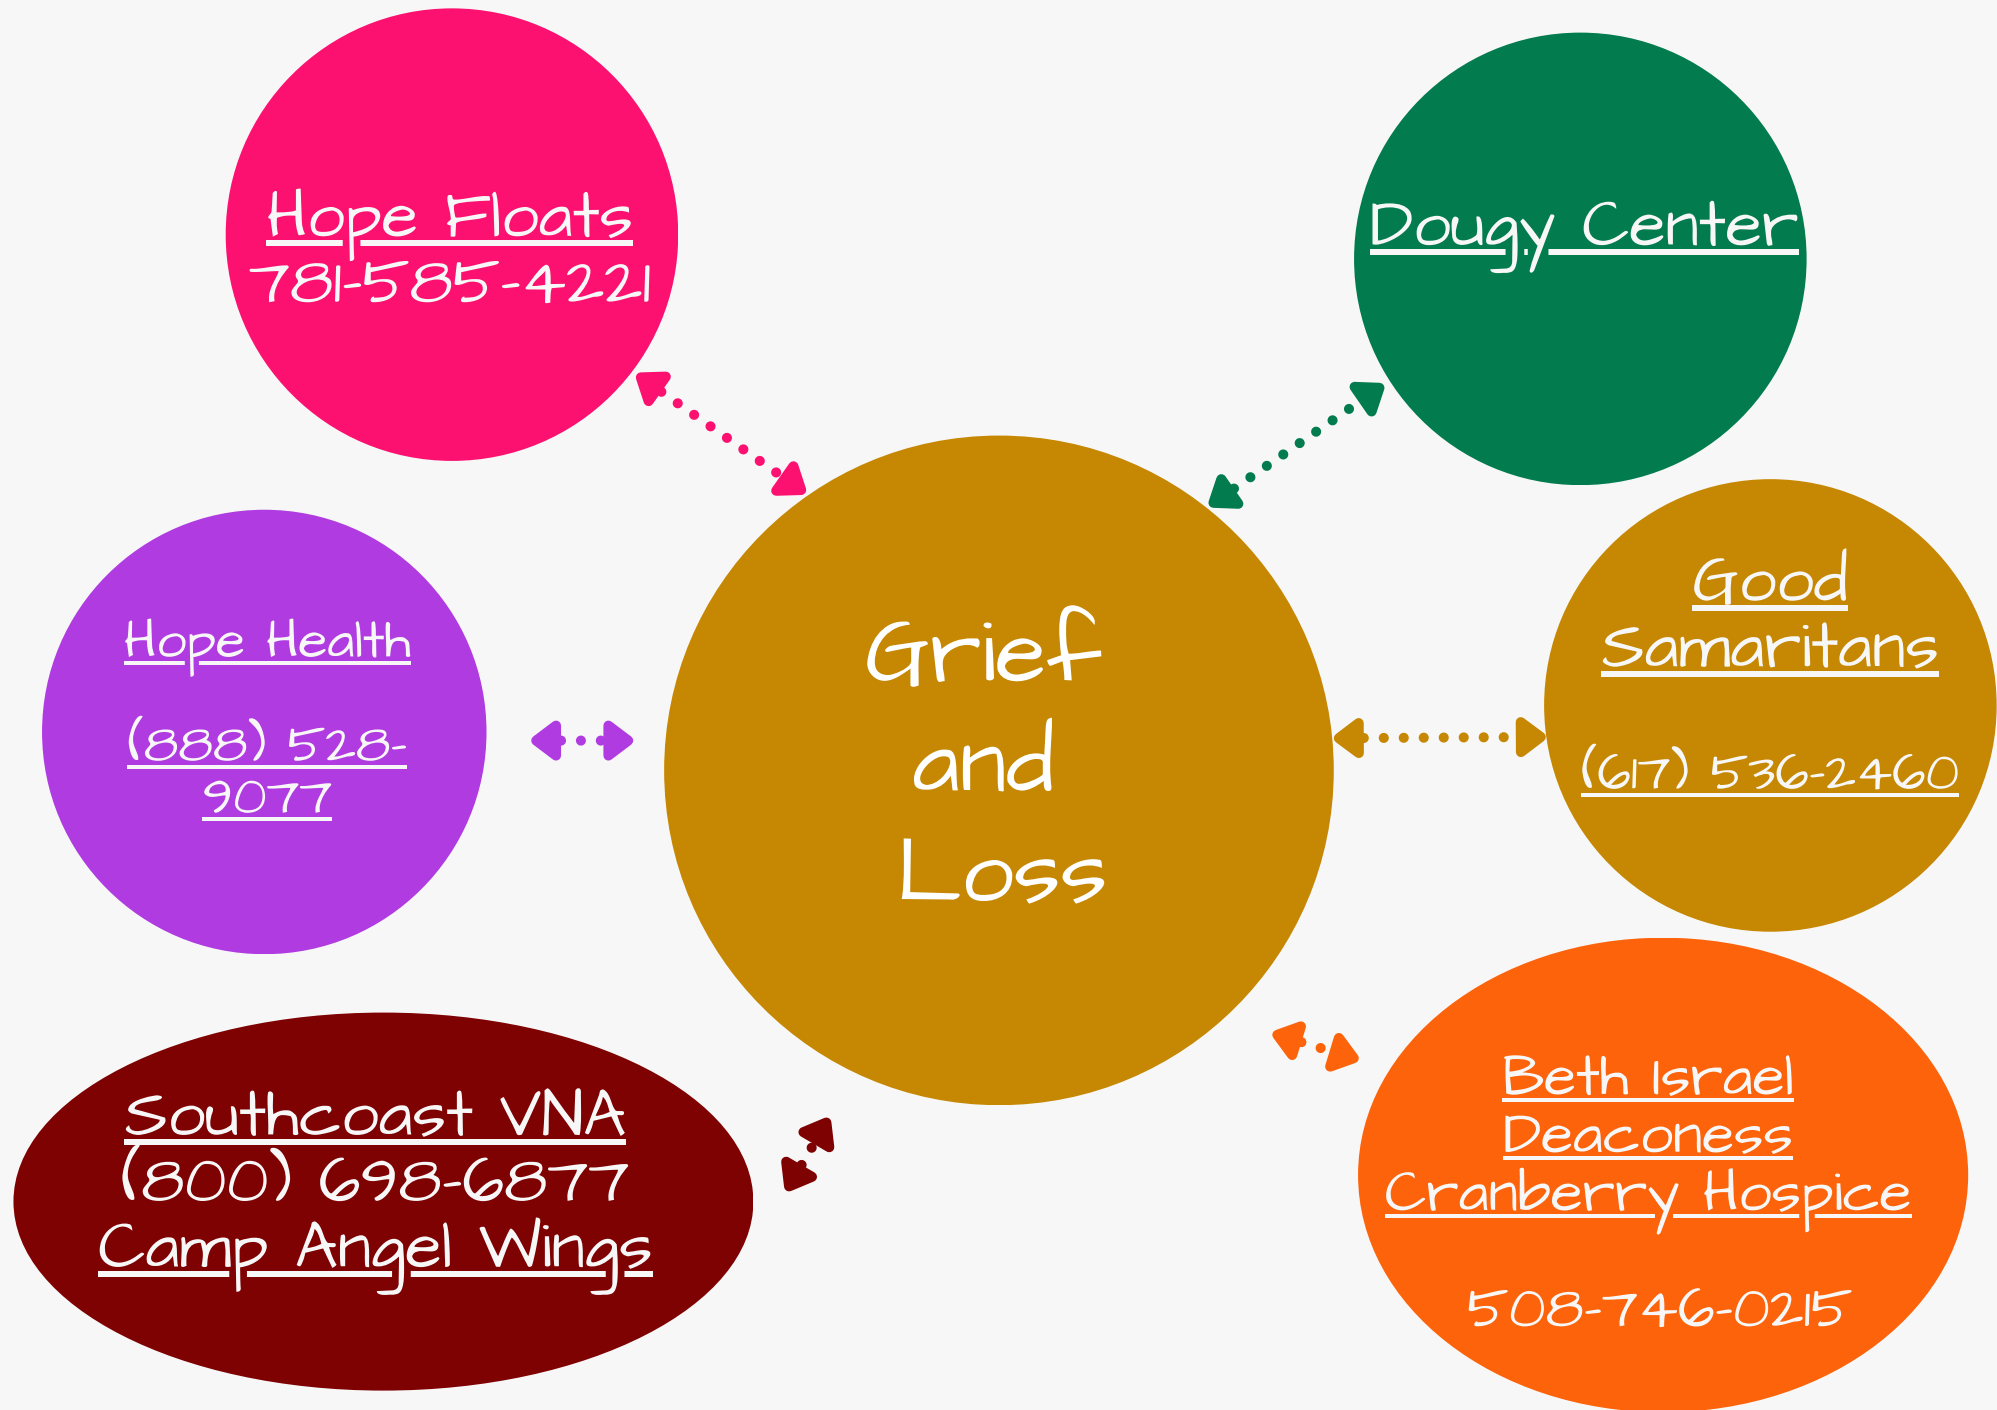 Hope Floats
781-585-4221
Dougy Center
Hope Health
(888) 528-
9077
Grief
and
Loss
Good
Samaritans
(617) 536-2460
Southcoast VNA
(800) 698-6877
Camp Angel Wings
Beth Israel
Deaconess
Cranberry Hospice
508-746-0215